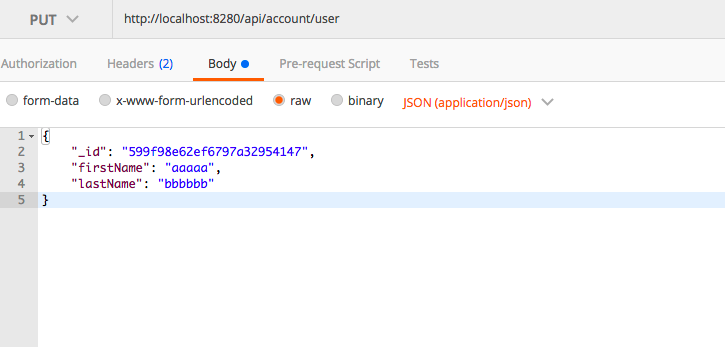 PUT http://localhost:8280/api/account/user
Authorization Headers (2) Body Pre-request Script Tests
form-data x-www-form-urlencoded raw binary JSON (application/json)
1 {
2 "_id": "599f98e62ef6797a32954147",
3 "firstName": "aaaaa",
4 "lastName": "bbbbbb"
5 }